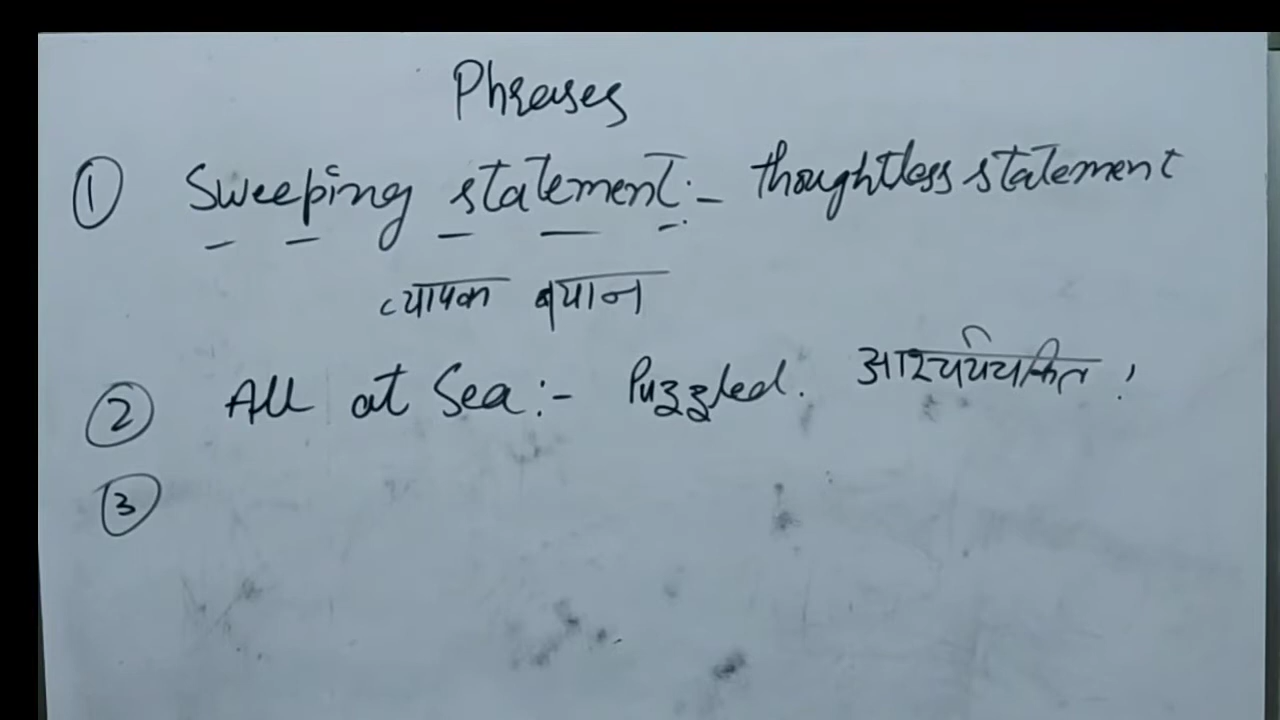 Phrases
① Sweeping statement:- thoughtless statement
व्यापक बयान
② All at Sea:- Puzzled. आश्चर्यचकित !
③